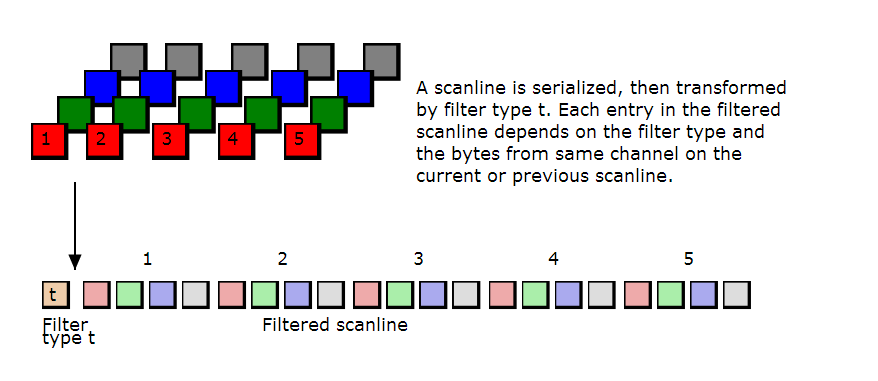 A scanline is serialized, then transformed
by filter type t. Each entry in the filtered
scanline depends on the filter type and
the bytes from same channel on the
current or previous scanline.
1 2 3 4 5
1 2 3 4 5
t
Filter
type t
Filtered scanline